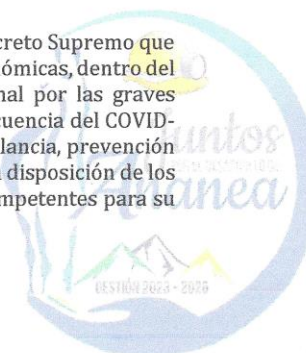 creto Supremo que
nómicas, dentro del
nal por las graves
cuencia del COVID-
lancia, prevención
disposición de los
mpetentes para su
Juntos
Ananea
GESTIÓN 2023 - 2026